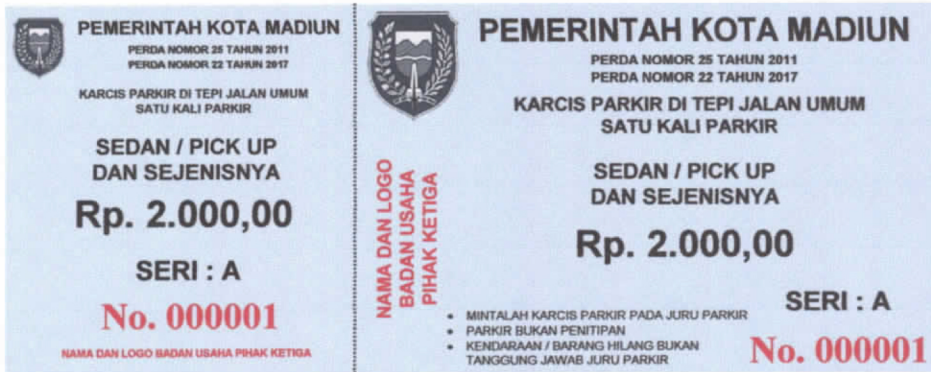 PEMERINTAH KOTA MADIUN
PERDA NOMOR 25 TAHUN 2011
PERDA NOMOR 22 TAHUN 2017
KARCIS PARKIR DI TEPI JALAN UMUM
SATU KALI PARKIR
SEDAN / PICK UP
DAN SEJENISNYA
Rp. 2.000,00
SERI : A
No. 000001
NAMA DAN LOGO BADAN USAHA PIHAK KETIGA
PEMERINTAH KOTA MADIUN
PERDA NOMOR 25 TAHUN 2011
PERDA NOMOR 22 TAHUN 2017
KARCIS PARKIR DI TEPI JALAN UMUM
SATU KALI PARKIR
NAMA DAN LOGO
BADAN USAHA
PIHAK KETIGA
SEDAN / PICK UP
DAN SEJENISNYA
Rp. 2.000,00
SERI : A
• MINTALAH KARCIS PARKIR PADA JURU PARKIR
• PARKIR BUKAN PENITIPAN
• KENDARAAN / BARANG HILANG BUKAN
TANGGUNG JAWAB JURU PARKIR
No. 000001